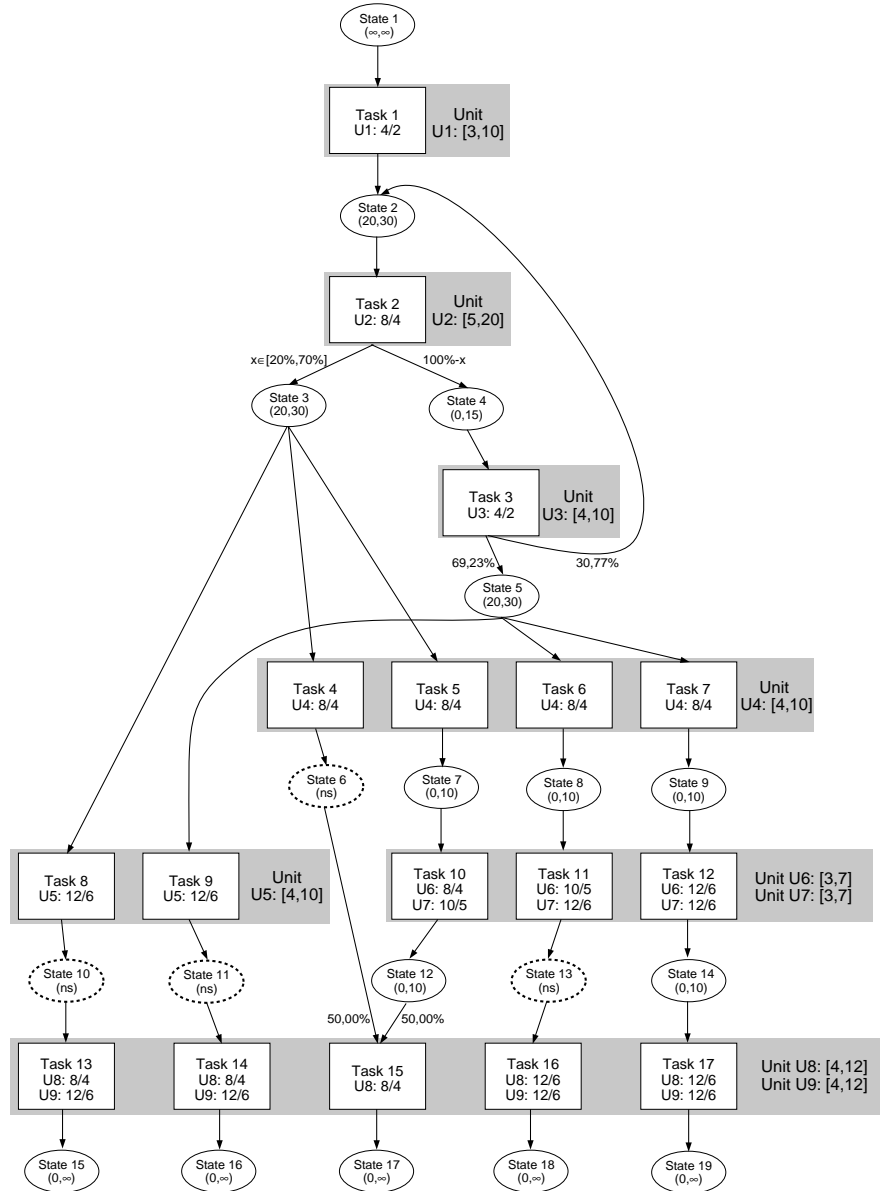 State 1
(∞,∞)
Task 1
U1: 4/2
Unit
U1: [3,10]
State 2
(20,30)
Task 2
U2: 8/4
Unit
U2: [5,20]
x∈[20%,70%]
100%-x
State 3
(20,30)
State 4
(0,15)
Task 3
U3: 4/2
Unit
U3: [4,10]
69,23%
30,77%
State 5
(20,30)
Task 4
U4: 8/4
Task 5
U4: 8/4
Task 6
U4: 8/4
Task 7
U4: 8/4
Unit
U4: [4,10]
State 6
(ns)
State 7
(0,10)
State 8
(0,10)
State 9
(0,10)
Task 8
U5: 12/6
Task 9
U5: 12/6
Unit
U5: [4,10]
Task 10
U6: 8/4
U7: 10/5
Task 11
U6: 10/5
U7: 12/6
Task 12
U6: 12/6
U7: 12/6
Unit U6: [3,7]
Unit U7: [3,7]
State 10
(ns)
State 11
(ns)
State 12
(0,10)
State 13
(ns)
State 14
(0,10)
50,00%
50,00%
Task 13
U8: 8/4
U9: 12/6
Task 14
U8: 8/4
U9: 12/6
Task 15
U8: 8/4
Task 16
U8: 12/6
U9: 12/6
Task 17
U8: 12/6
U9: 12/6
Unit U8: [4,12]
Unit U9: [4,12]
State 15
(0,∞)
State 16
(0,∞)
State 17
(0,∞)
State 18
(0,∞)
State 19
(0,∞)